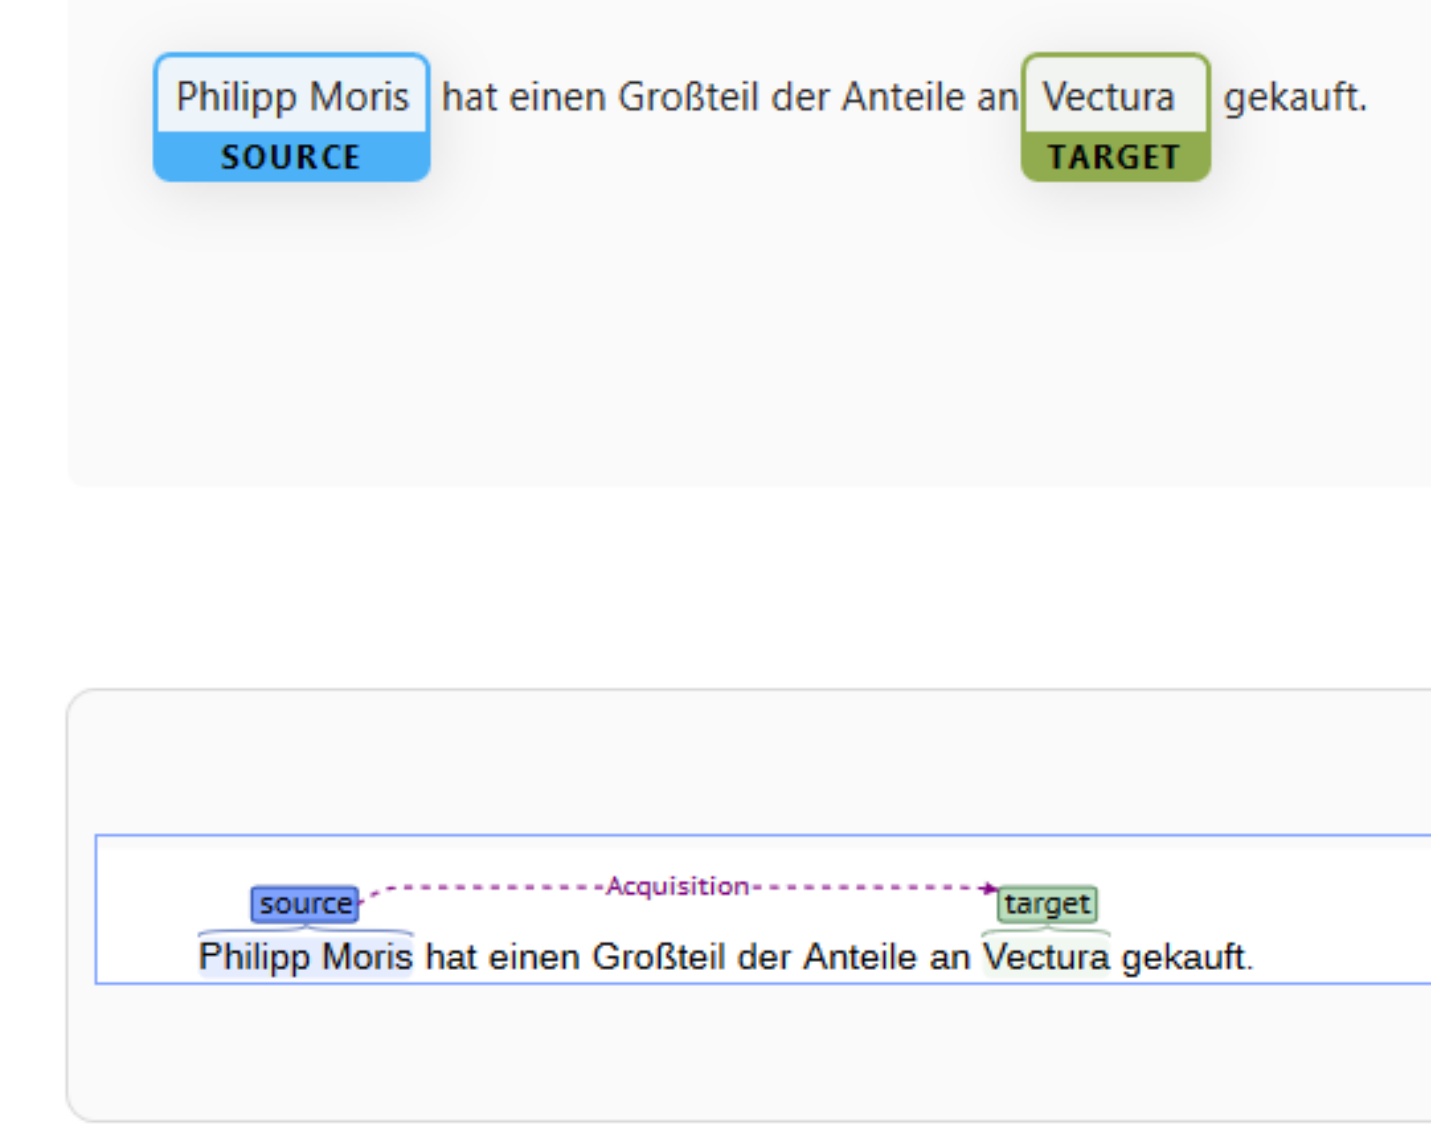 Philipp Moris hat einen Großteil der Anteile an Vectura gekauft.
SOURCE TARGET
Acquisition
source target
Philipp Moris hat einen Großteil der Anteile an Vectura gekauft.